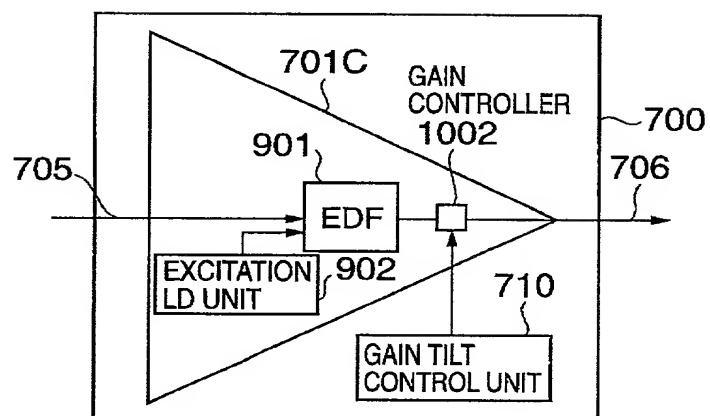 701C
GAIN
CONTROLLER
1002
700
901
705
706
EDF
EXCITATION
LD UNIT
902
710
GAIN TILT
CONTROL UNIT